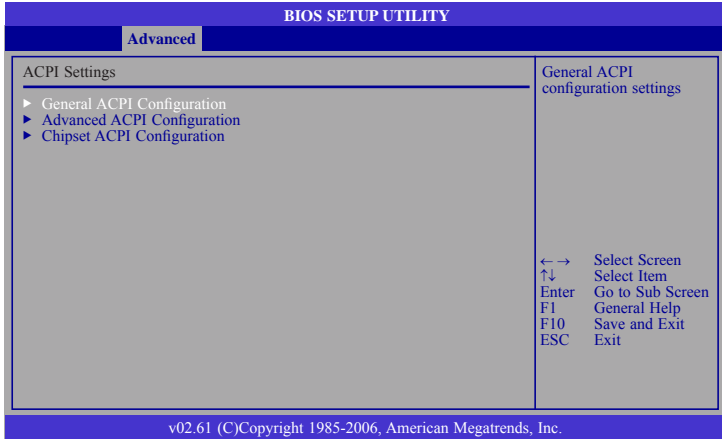 BIOS SETUP UTILITY
Advanced
ACPI Settings
► General ACPI Configuration
► Advanced ACPI Configuration
► Chipset ACPI Configuration
General ACPI
configuration settings
←→ Select Screen
↑↓ Select Item
Enter Go to Sub Screen
F1 General Help
F10 Save and Exit
ESC Exit
v02.61 (C)Copyright 1985-2006, American Megatrends, Inc.